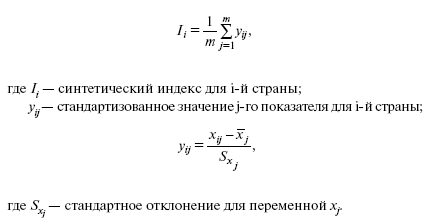 I_i = \frac{1}{m} \sum_{j=1}^{m} y_{ij},
где I_i — синтетический индекс для i-й страны;
y_{ij} — стандартизованное значение j-го показателя для i-й страны;
y_{ij} = \frac{x_{ij} - \overline{x}_j}{S_{x_j}},
где S_{x_j} — стандартное отклонение для переменной x_j.